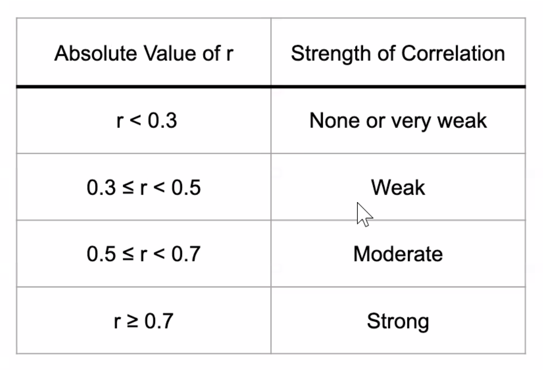 Absolute Value of r Strength of Correlation
r < 0.3 None or very weak
0.3 ≤ r < 0.5 Weak
0.5 ≤ r < 0.7 Moderate
r ≥ 0.7 Strong